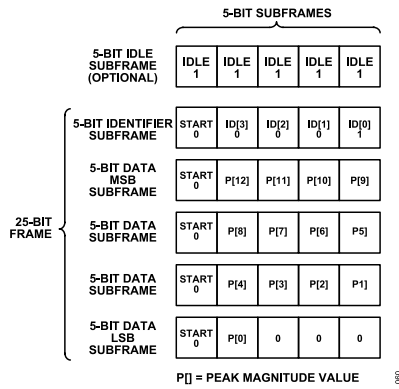 5-BIT SUBFRAMES
5-BIT IDLE
SUBFRAME
(OPTIONAL)
IDLE 1 IDLE 1 IDLE 1 IDLE 1 IDLE 1
25-BIT
FRAME
5-BIT IDENTIFIER
SUBFRAME
START 0 ID[3] 0 ID[2] 0 ID[1] 0 ID[0] 1
5-BIT DATA
MSB
SUBFRAME
START 0 P[12] P[11] P[10] P[9]
5-BIT DATA
SUBFRAME
START 0 P[8] P[7] P[6] P5]
5-BIT DATA
SUBFRAME
START 0 P[4] P[3] P[2] P1]
5-BIT DATA
LSB
SUBFRAME
START 0 P[0] 0 0 0
P[] = PEAK MAGNITUDE VALUE
060